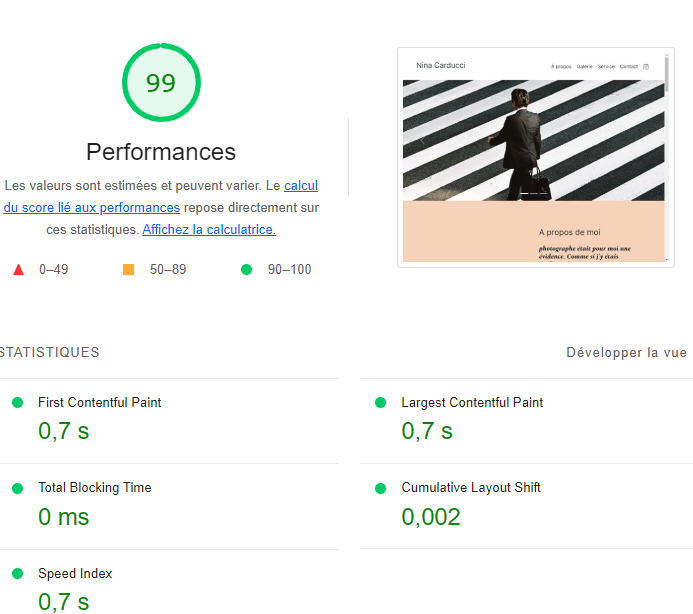 99
Performances
Les valeurs sont estimées et peuvent varier. Le calcul
du score lié aux performances repose directement sur
ces statistiques. Affichez la calculatrice.
0–49
50–89
90–100
Nina Carducci
À propos
Galerie
Service
Contact
A propos de moi
photographe était pour moi une
évidence. Comme si j'y étais
STATISTIQUES
Développer la vue
First Contentful Paint
0,7 s
Largest Contentful Paint
0,7 s
Total Blocking Time
0 ms
Cumulative Layout Shift
0,002
Speed Index
0,7 s